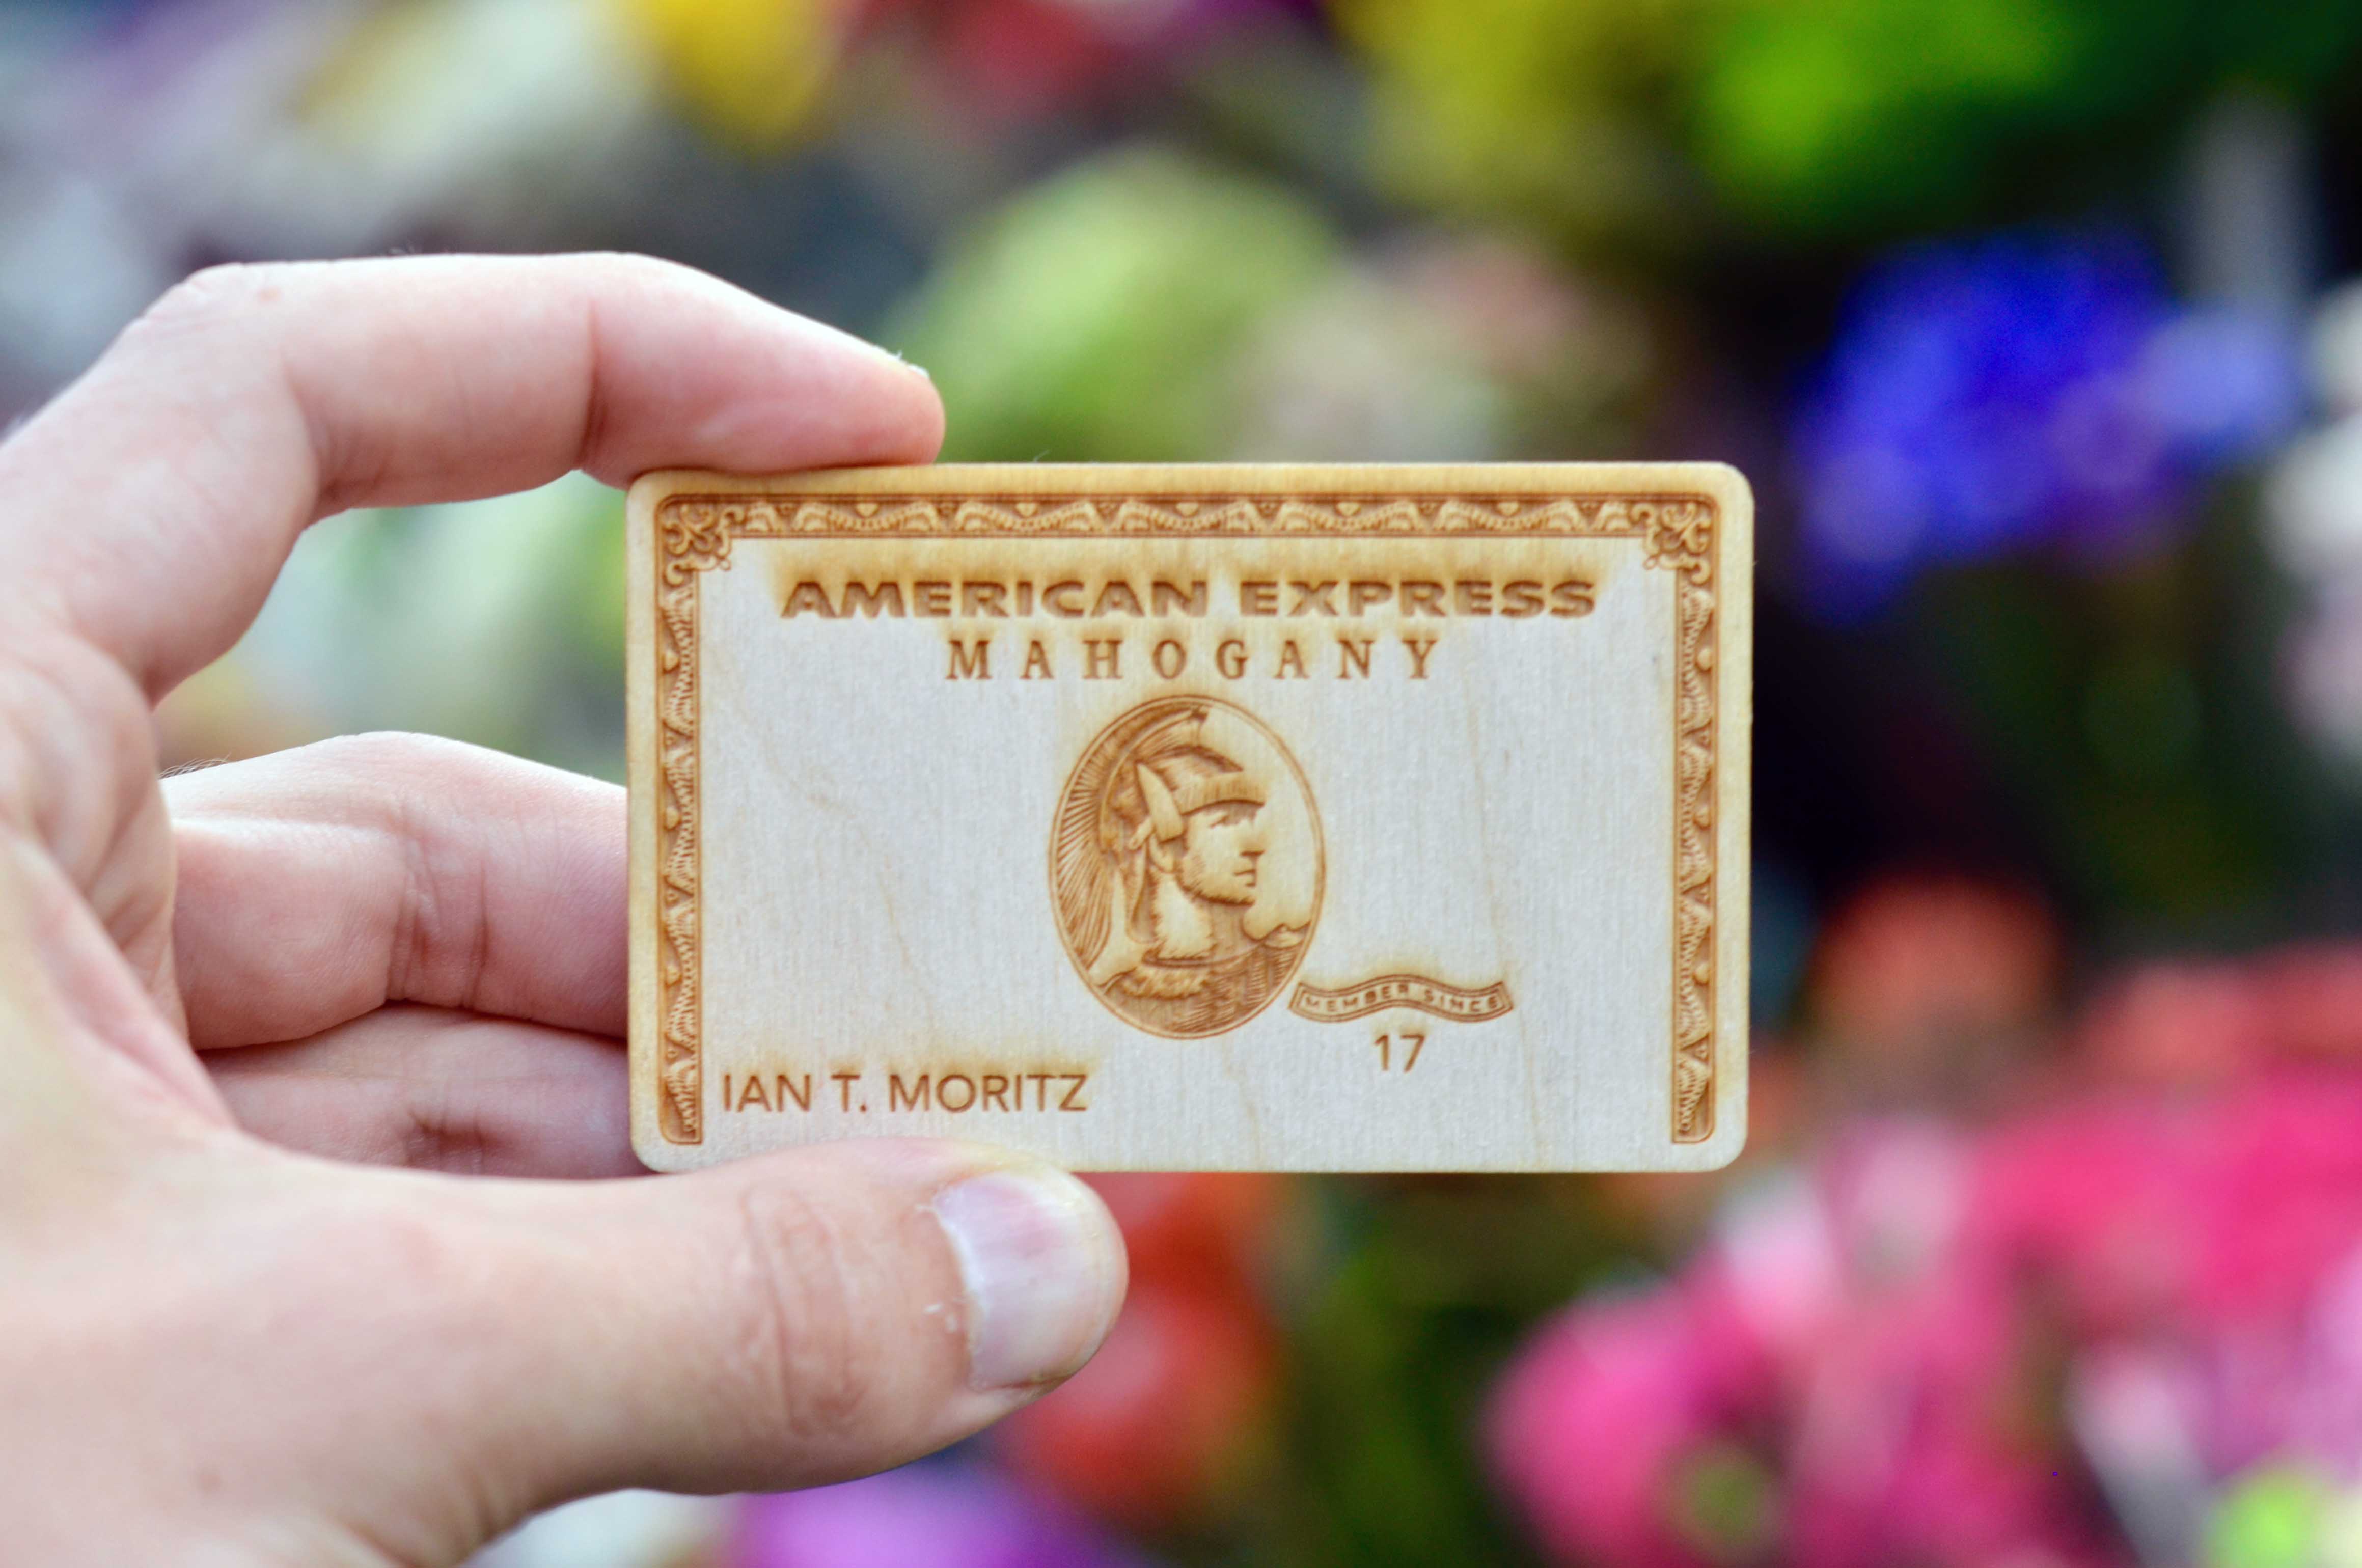 AMERICAN EXPRESS
MAHOGANY
MEMBER SINCE
17
IAN T. MORITZ